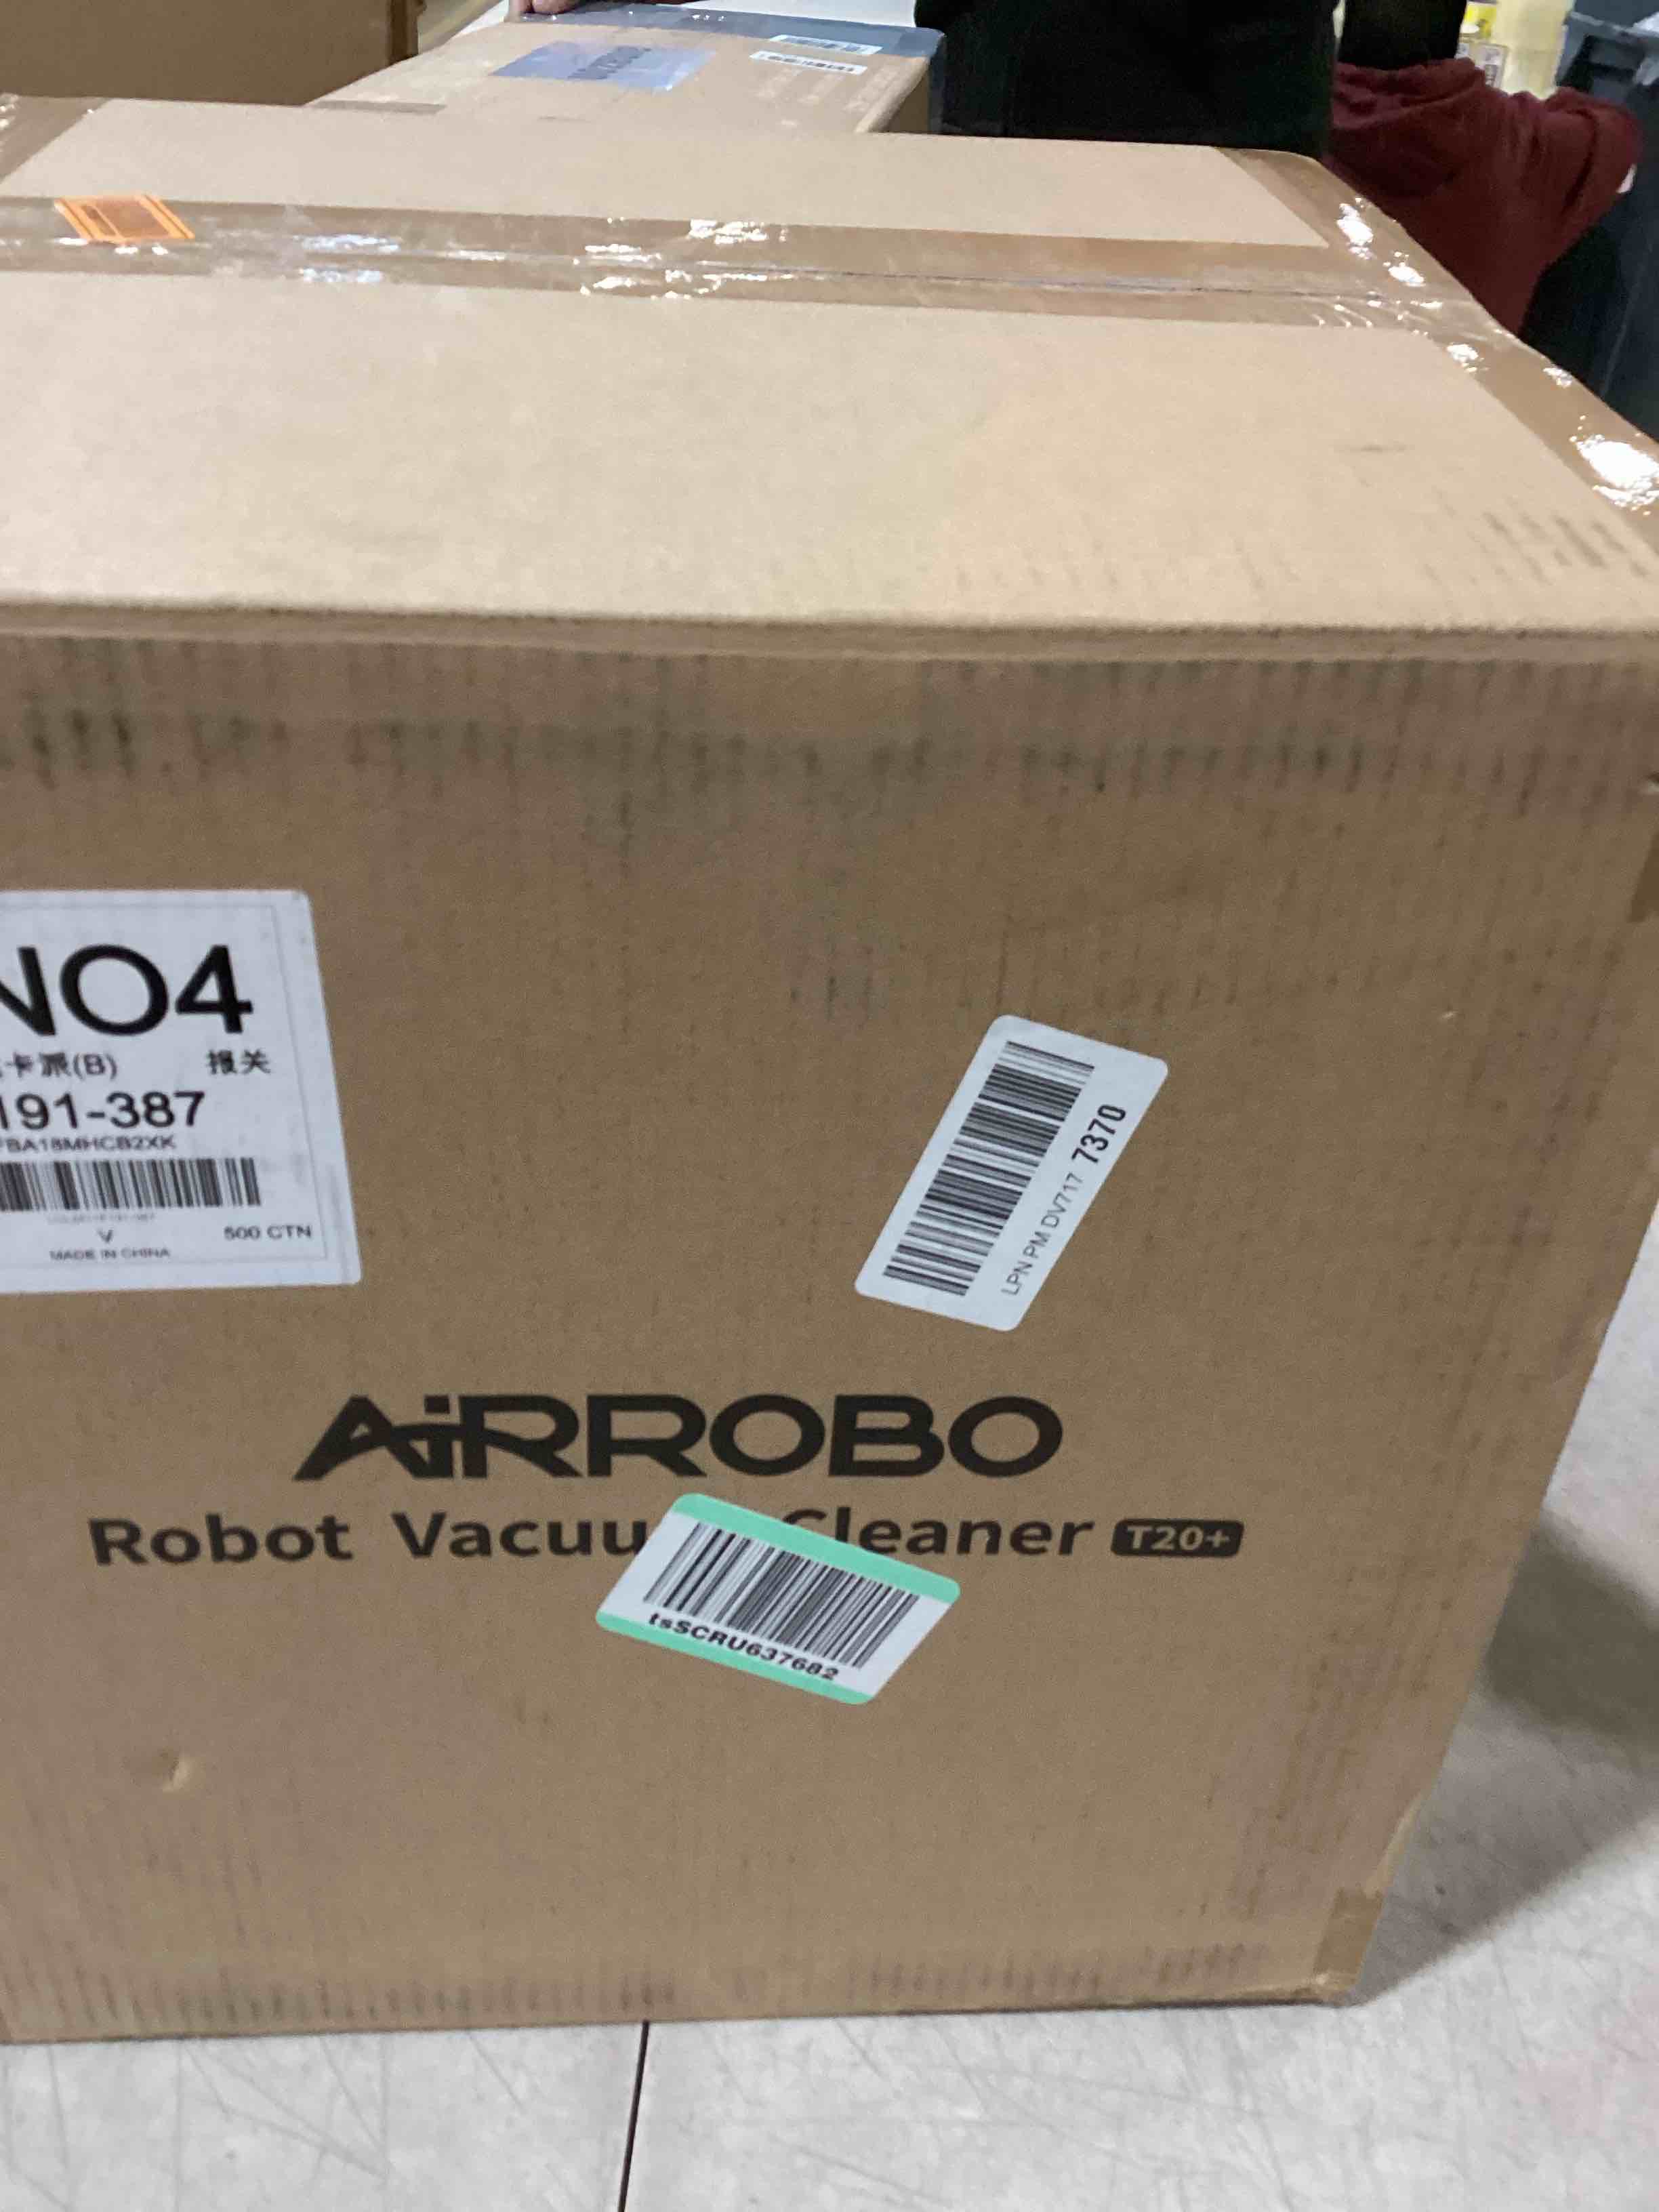 NO4
卡派(B) 报关
191-387
FBA18MHCB2XK
V 500 CTN
MADE IN CHINA
LPN PM DV717 7370
AiRROBO
Robot Vacuu Cleaner T20+
tsSCRU637682